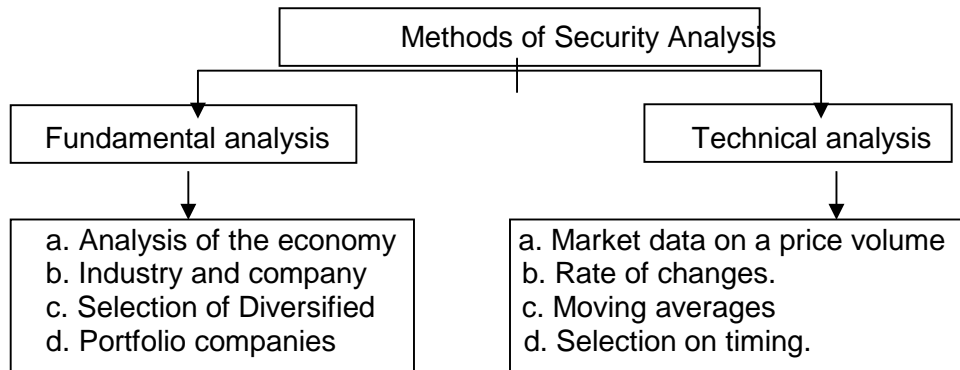 Methods of Security Analysis
Fundamental analysis
Technical analysis
a. Analysis of the economy
b. Industry and company
c. Selection of Diversified
d. Portfolio companies
a. Market data on a price volume
b. Rate of changes.
c. Moving averages
d. Selection on timing.